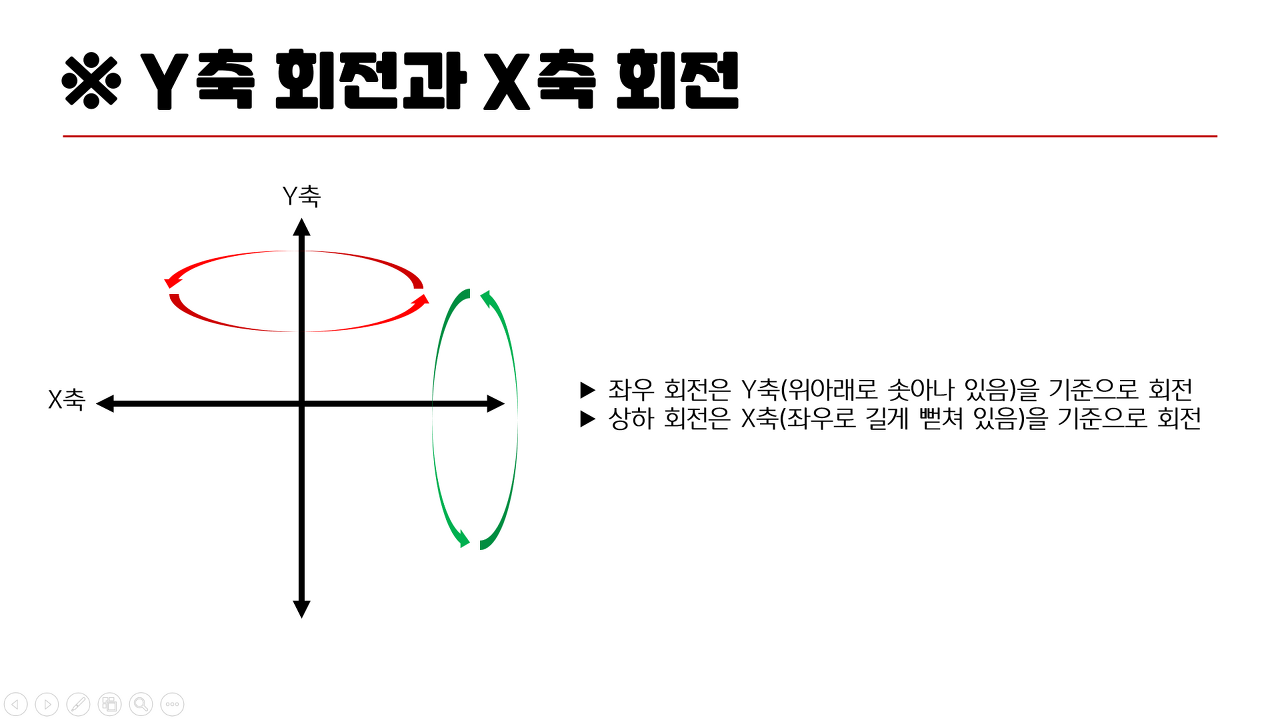 ※ Y축 회전과 X축 회전
Y축
X축
▶ 좌우 회전은 Y축(위아래로 솟아나 있음)을 기준으로 회전
▶ 상하 회전은 X축(좌우로 길게 뻗쳐 있음)을 기준으로 회전